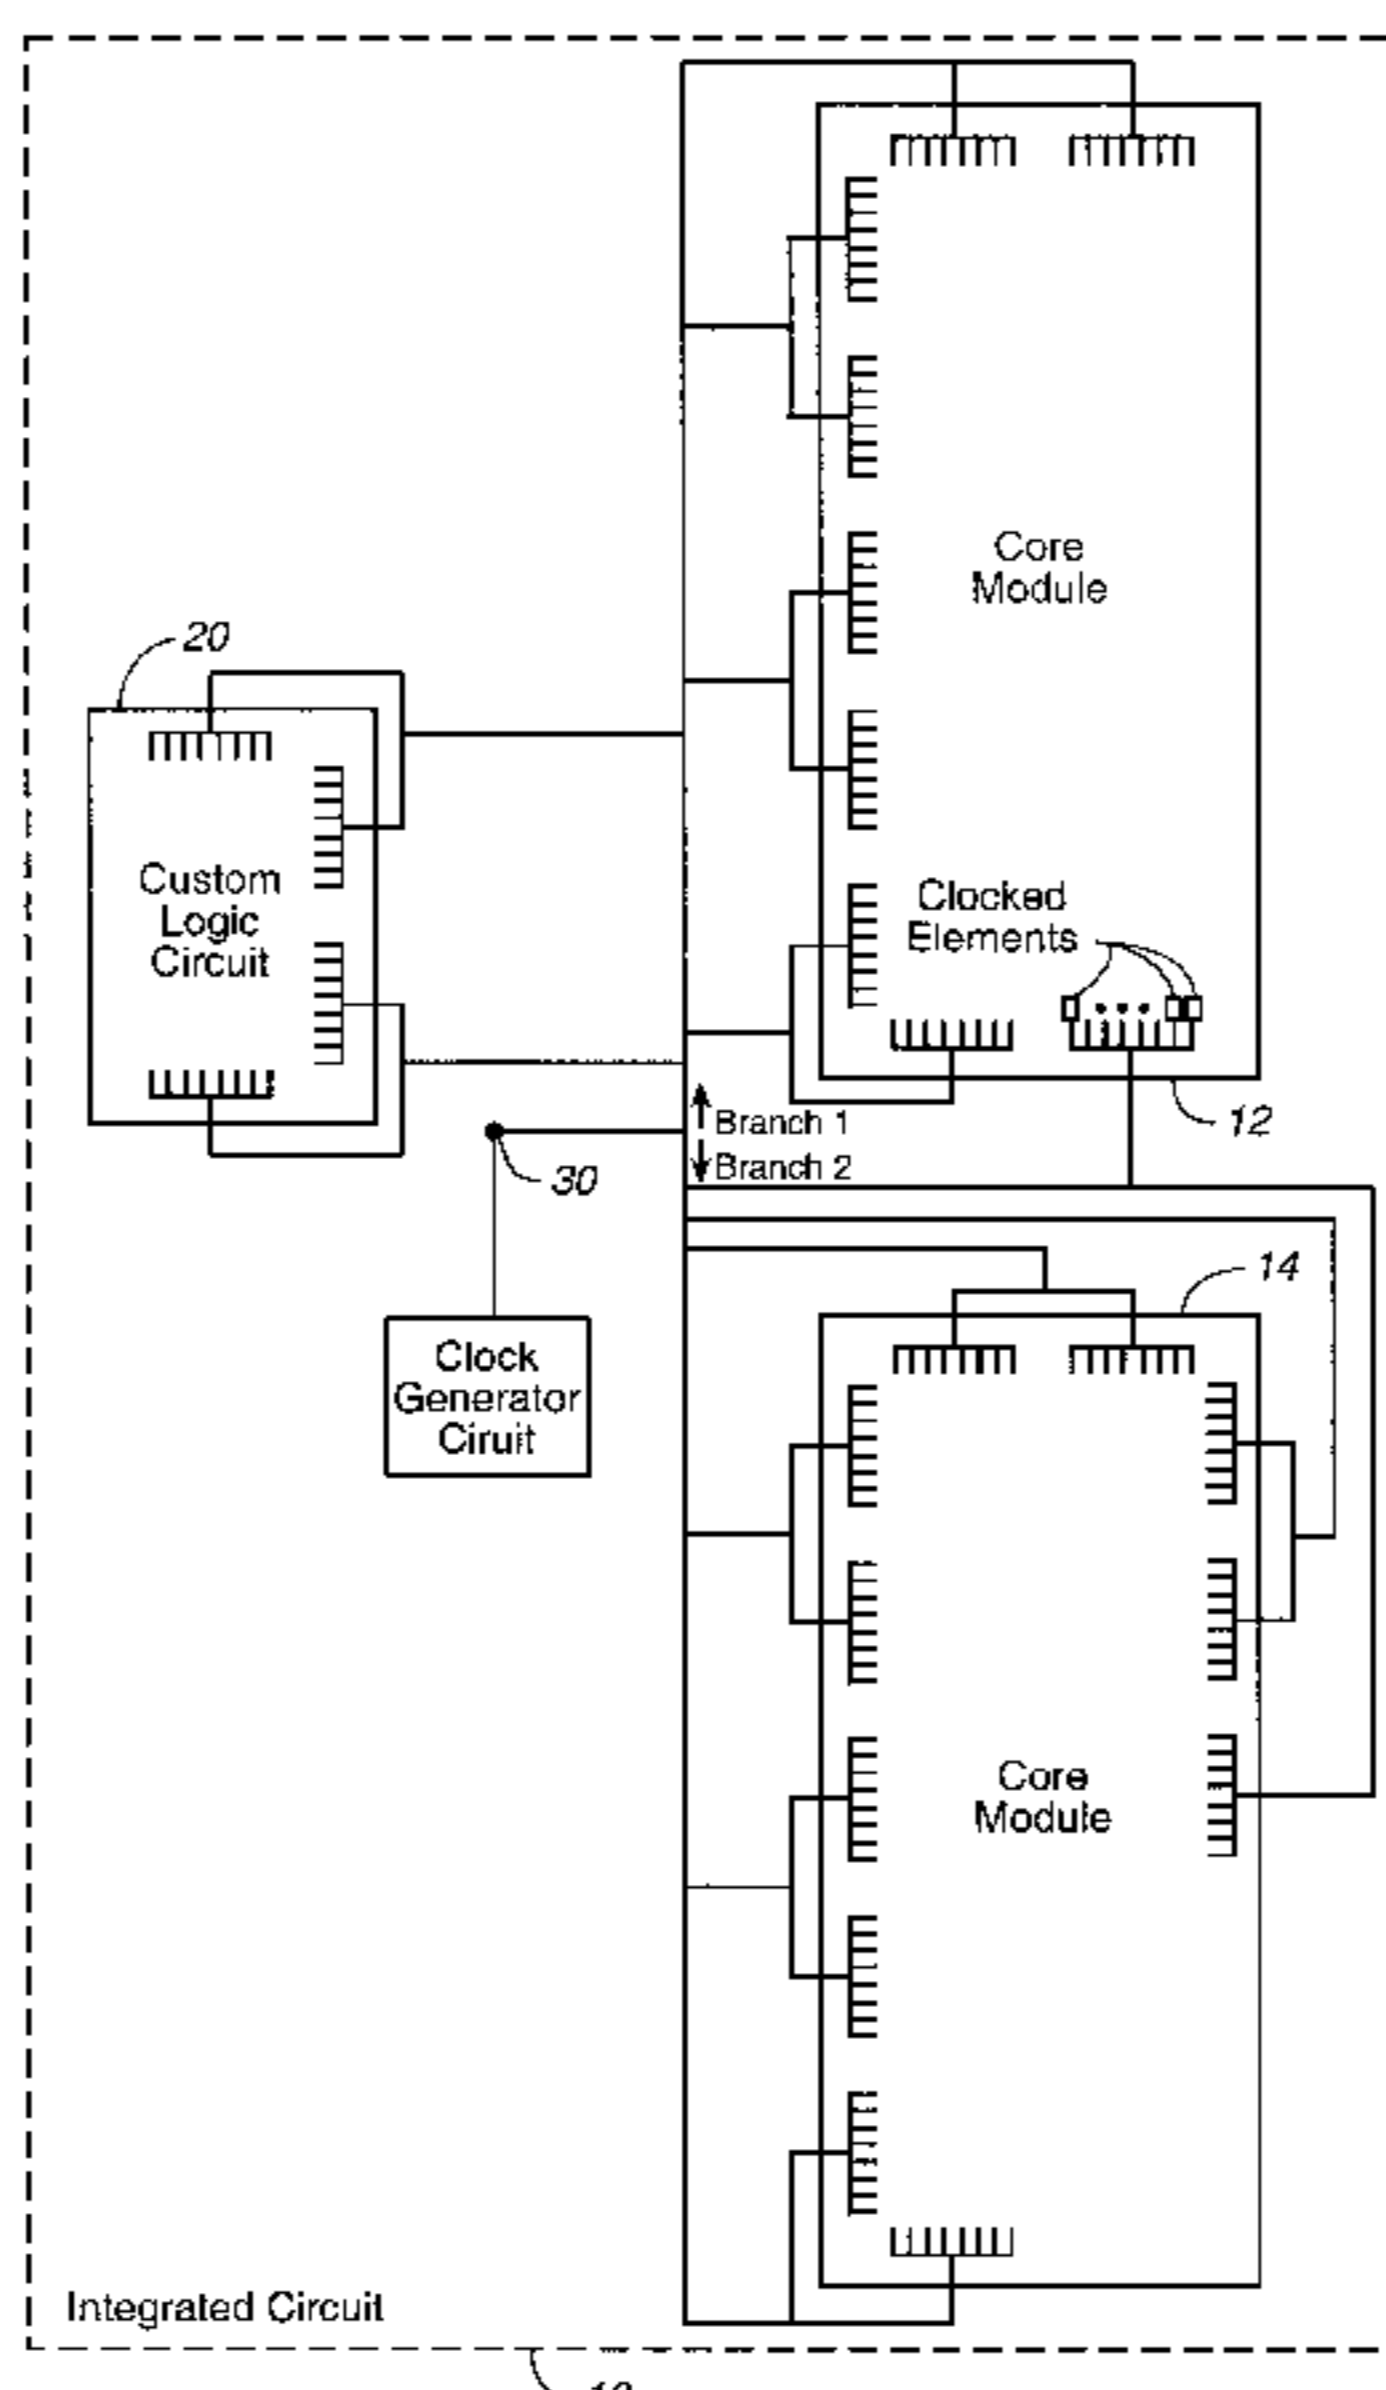 Core
Module
20
Custom
Logic
Circuit
Clocked
Elements
12
Branch 1
Branch 2
30
14
Clock
Generator
Ciruit
Core
Module
Integrated Circuit